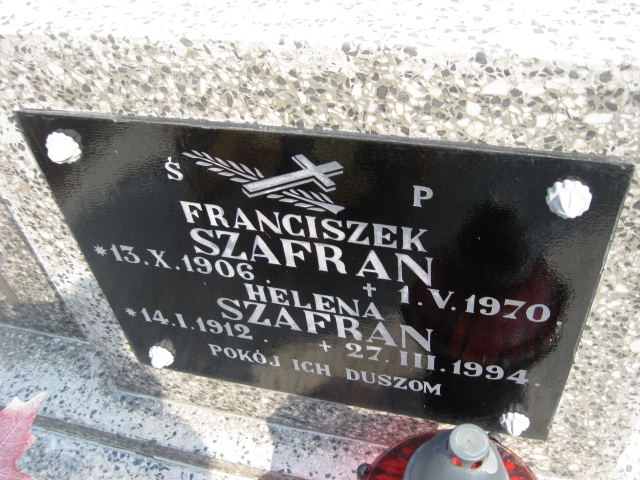 Ś P
FRANCISZEK
SZAFRAN
*13.X.1906. + 1.V.1970.
HELENA
SZAFRAN
*14.I.1912. + 27.III.1994.
POKÓJ ICH DUSZOM